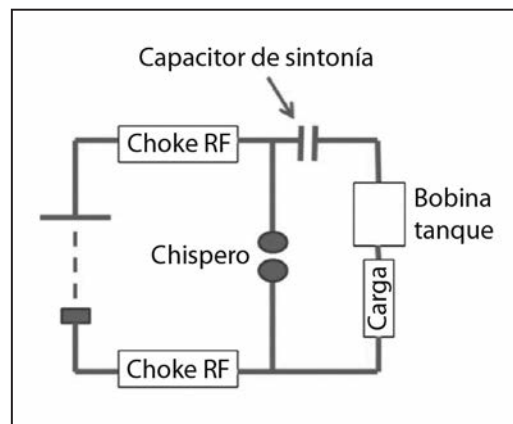 Capacitor de sintonía
Choke RF
Chispero
Bobina
tanque
Carga
Choke RF